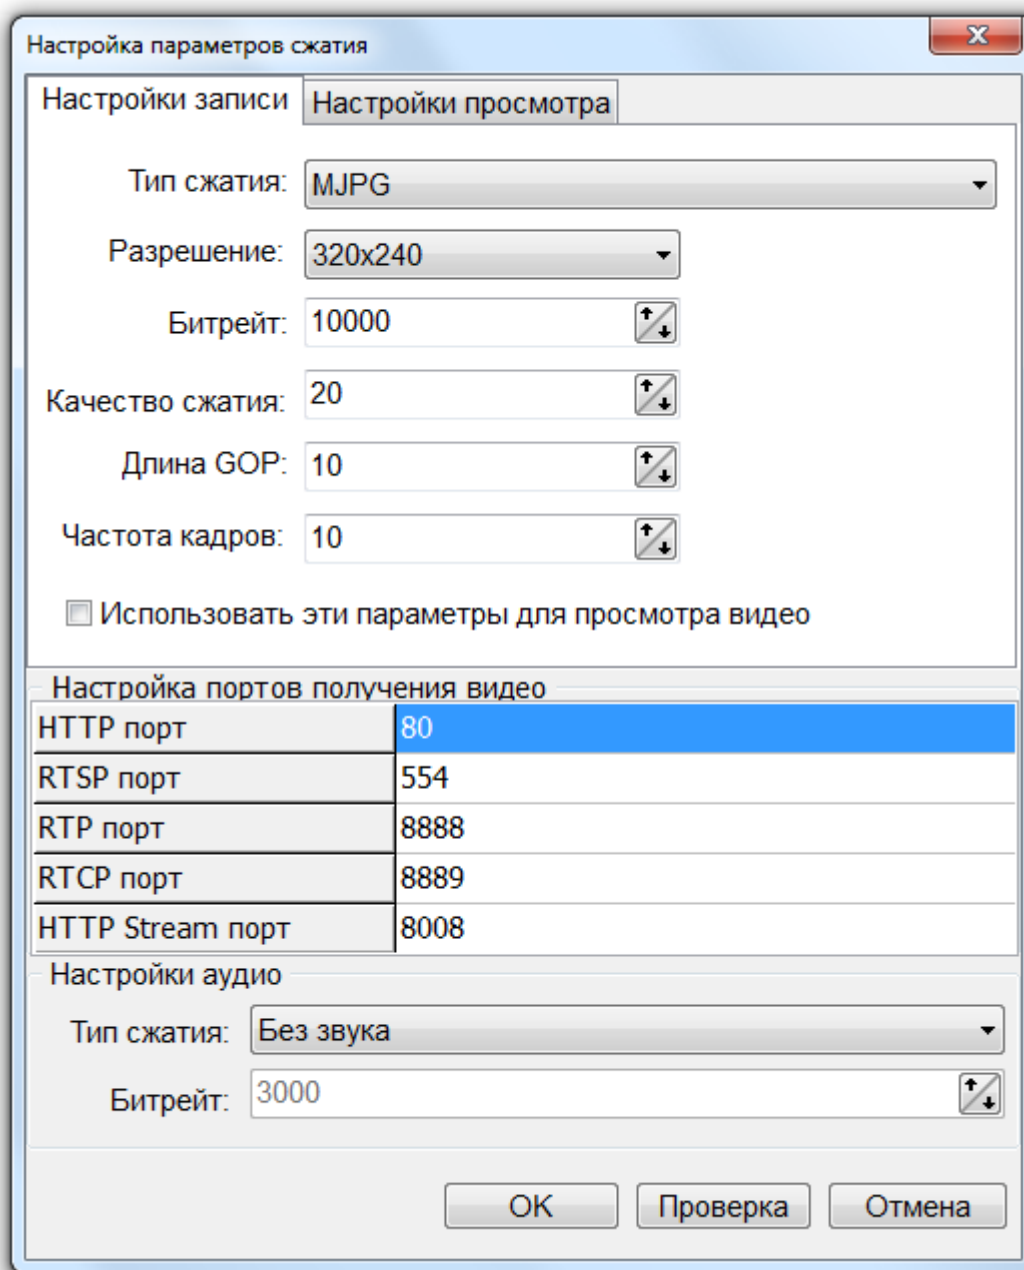 Настройка параметров сжатия
Настройки записи Настройки просмотра
Тип сжатия: MJPG
Разрешение: 320x240
Битрейт: 10000
Качество сжатия: 20
Длина GOP: 10
Частота кадров: 10
Использовать эти параметры для просмотра видео
Настройка портов получения видео
HTTP порт 80
RTSP порт 554
RTP порт 8888
RTCP порт 8889
HTTP Stream порт 8008
Настройки аудио
Тип сжатия: Без звука
Битрейт: 3000
OK Проверка Отмена